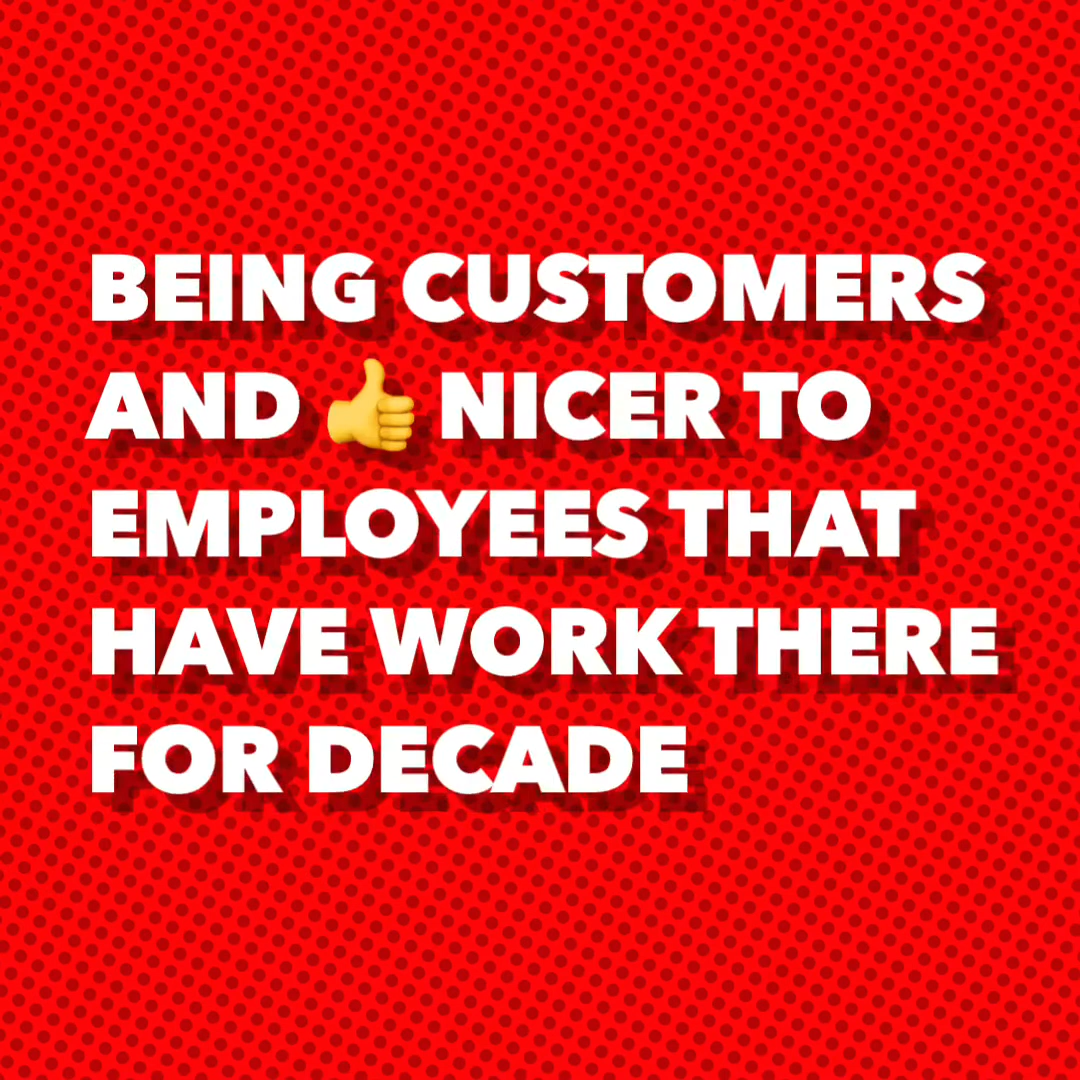 BEING CUSTOMERS
AND 👍 NICER TO
EMPLOYEES THAT
HAVE WORK THERE
FOR DECADE